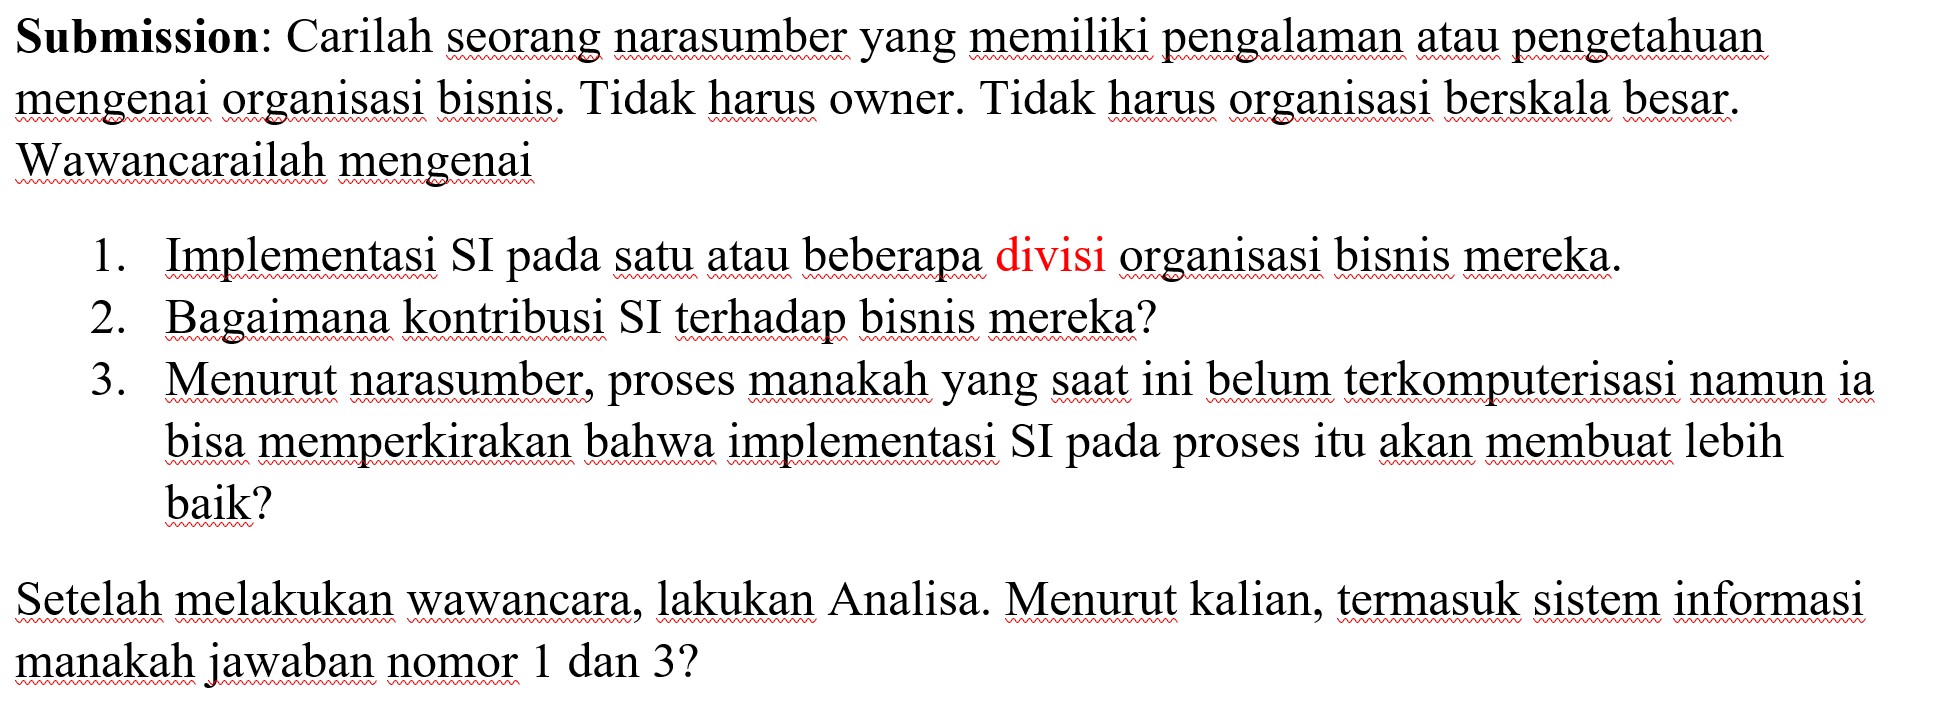 Submission: Carilah seorang narasumber yang memiliki pengalaman atau pengetahuan
mengenai organisasi bisnis. Tidak harus owner. Tidak harus organisasi berskala besar.
Wawancarailah mengenai
1. Implementasi SI pada satu atau beberapa divisi organisasi bisnis mereka.
2. Bagaimana kontribusi SI terhadap bisnis mereka?
3. Menurut narasumber, proses manakah yang saat ini belum terkomputerisasi namun ia
bisa memperkirakan bahwa implementasi SI pada proses itu akan membuat lebih
baik?
Setelah melakukan wawancara, lakukan Analisa. Menurut kalian, termasuk sistem informasi
manakah jawaban nomor 1 dan 3?